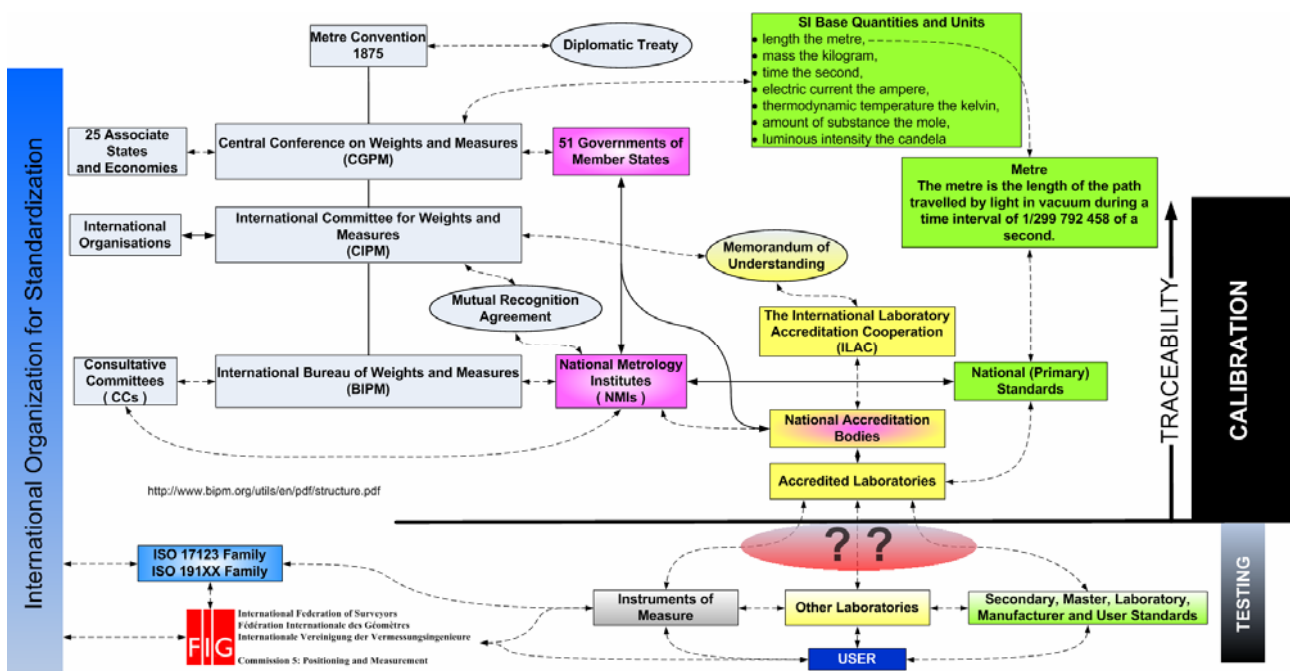 Metre Convention
1875
Diplomatic Treaty
SI Base Quantities and Units
• length the metre,
• mass the kilogram,
• time the second,
• electric current the ampere,
• thermodynamic temperature the kelvin,
• amount of substance the mole,
• luminous intensity the candela
25 Associate
States
and Economies
Central Conference on Weights and Measures
(CGPM)
51 Governments of
Member States
Metre
The metre is the length of the path
travelled by light in vacuum during a
time interval of 1/299 792 458 of a
second.
International
Organisations
International Committee for Weights and
Measures
(CIPM)
Memorandum of
Understanding
Mutual Recognition
Agreement
The International Laboratory
Accreditation Cooperation
(ILAC)
Consultative
Committees
( CCs )
International Bureau of Weights and Measures
(BIPM)
National Metrology
Institutes
( NMIs )
National (Primary)
Standards
National Accreditation
Bodies
Accredited Laboratories
http://www.bipm.org/utils/en/pdf/structure.pdf
International Organization for Standardization
TRACEABILITY
CALIBRATION
TESTING
? ?
ISO 17123 Family
ISO 191XX Family
FIG
International Federation of Surveyors
Fédération Internationale des Géomètres
Internationale Vereinigung der Vermessungsingenieure
Commission 5: Positioning and Measurement
Instruments of
Measure
Other Laboratories
Secondary, Master, Laboratory,
Manufacturer and User Standards
USER